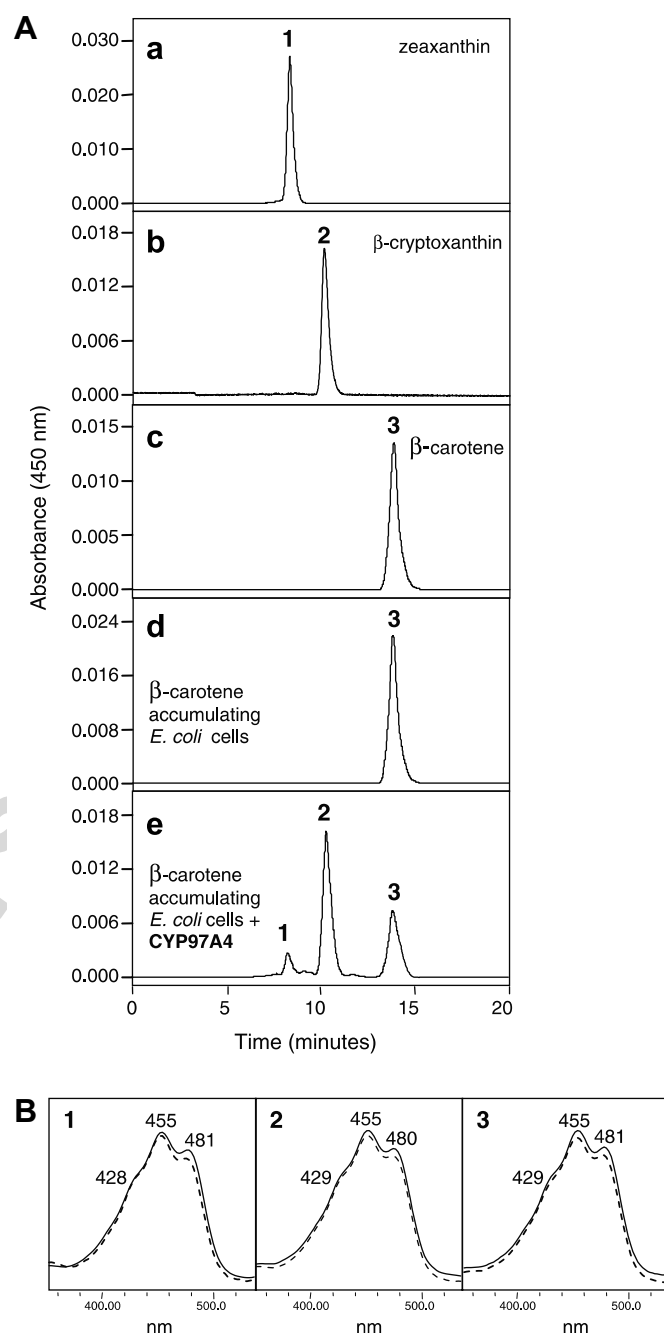 A
a
1
zeaxanthin
0.030
0.020
0.010
0.000
b
2
β-cryptoxanthin
0.018
0.012
0.006
0.000
c
3
β-carotene
0.015
0.010
0.005
0.000
d
3
β-carotene
accumulating
E. coli cells
0.024
0.016
0.008
0.000
e
1
2
3
β-carotene
accumulating
E. coli cells +
CYP97A4
0.018
0.012
0.006
0.000
Absorbance (450 nm)
0 5 10 15 20
Time (minutes)
B
1
428
455
481
400.00 500.0
nm
2
429
455
480
400.00 500.0
nm
3
429
455
481
400.00 500.0
nm